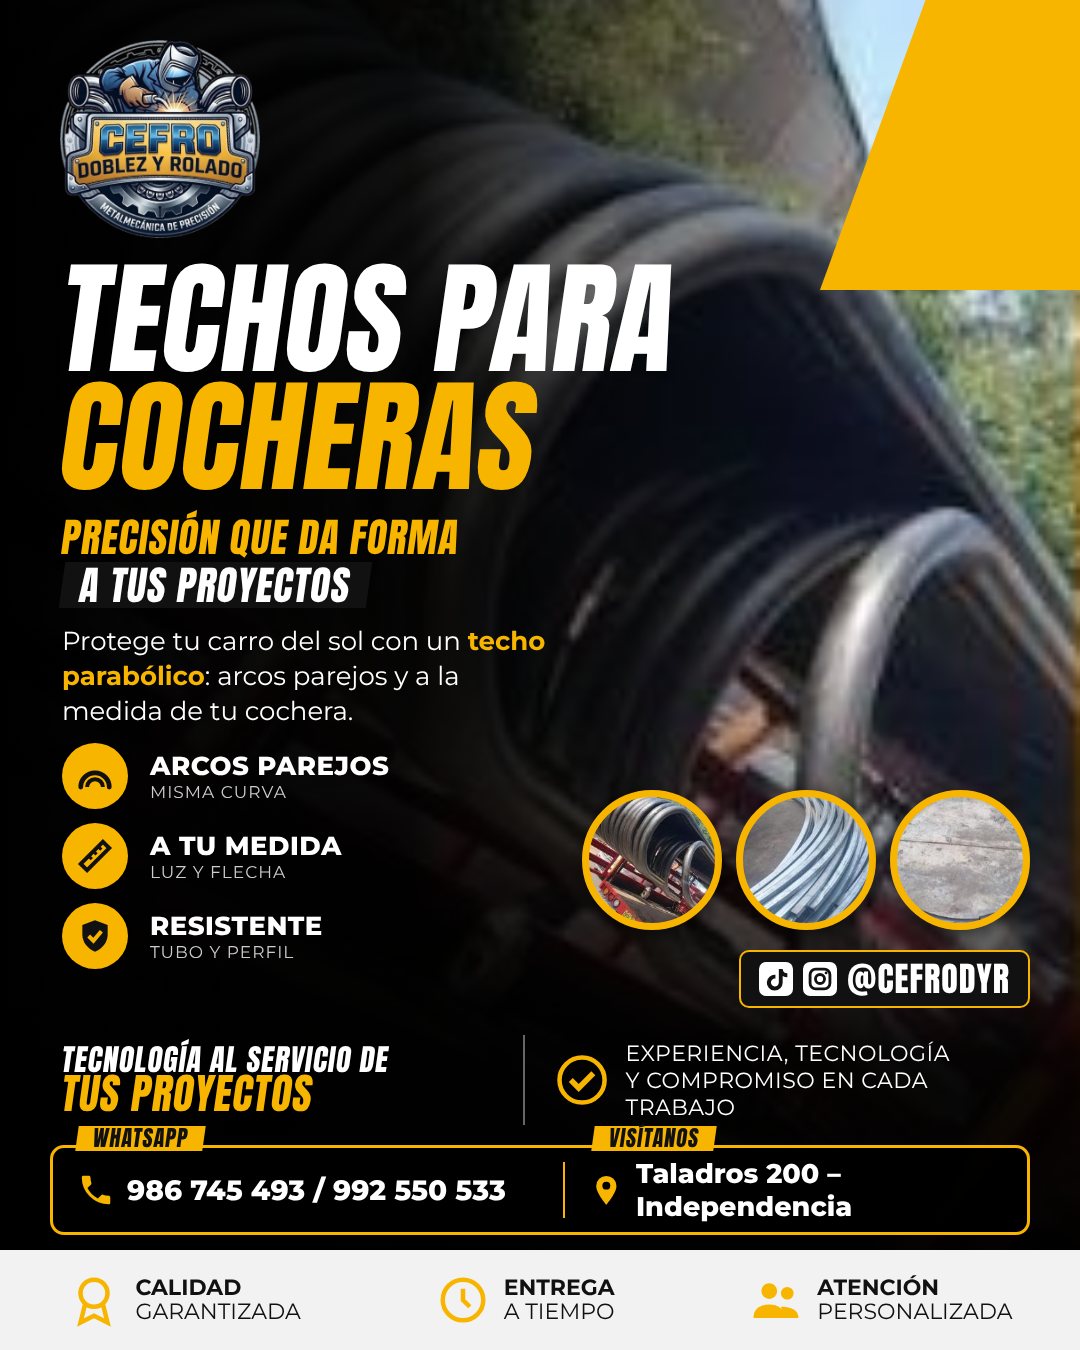 CEFRO
DOBLEZ Y ROLADO
METALMECÁNICA DE PRECISIÓN
TECHOS PARA
COCHERAS
PRECISIÓN QUE DA FORMA
A TUS PROYECTOS
Protege tu carro del sol con un techo
parabólico: arcos parejos y a la
medida de tu cochera.
ARCOS PAREJOS
MISMA CURVA
A TU MEDIDA
LUZ Y FLECHA
RESISTENTE
TUBO Y PERFIL
@CEFRODYR
TECNOLOGÍA AL SERVICIO DE
TUS PROYECTOS
EXPERIENCIA, TECNOLOGÍA
Y COMPROMISO EN CADA
TRABAJO
WHATSAPP
986 745 493 / 992 550 533
VISÍTANOS
Taladros 200 –
Independencia
CALIDAD
GARANTIZADA
ENTREGA
A TIEMPO
ATENCIÓN
PERSONALIZADA